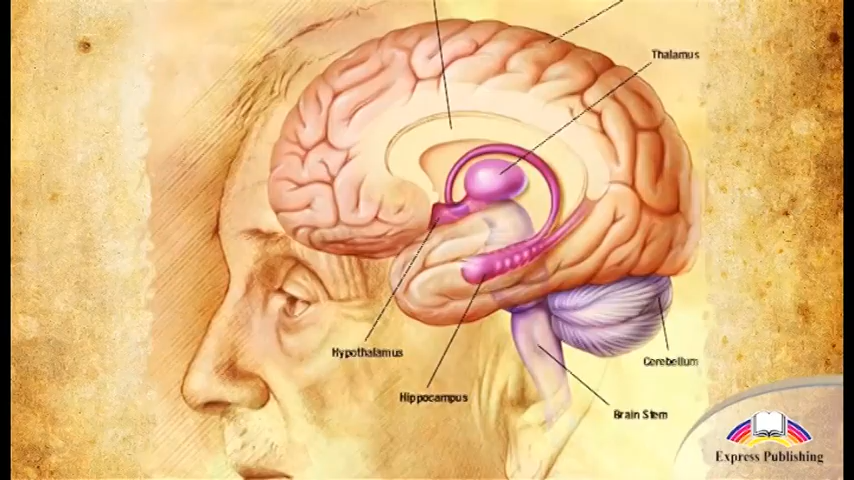 Thalamus
Hypothalamus
Cerebellum
Hippocampus
Brain Stem
Express Publishing